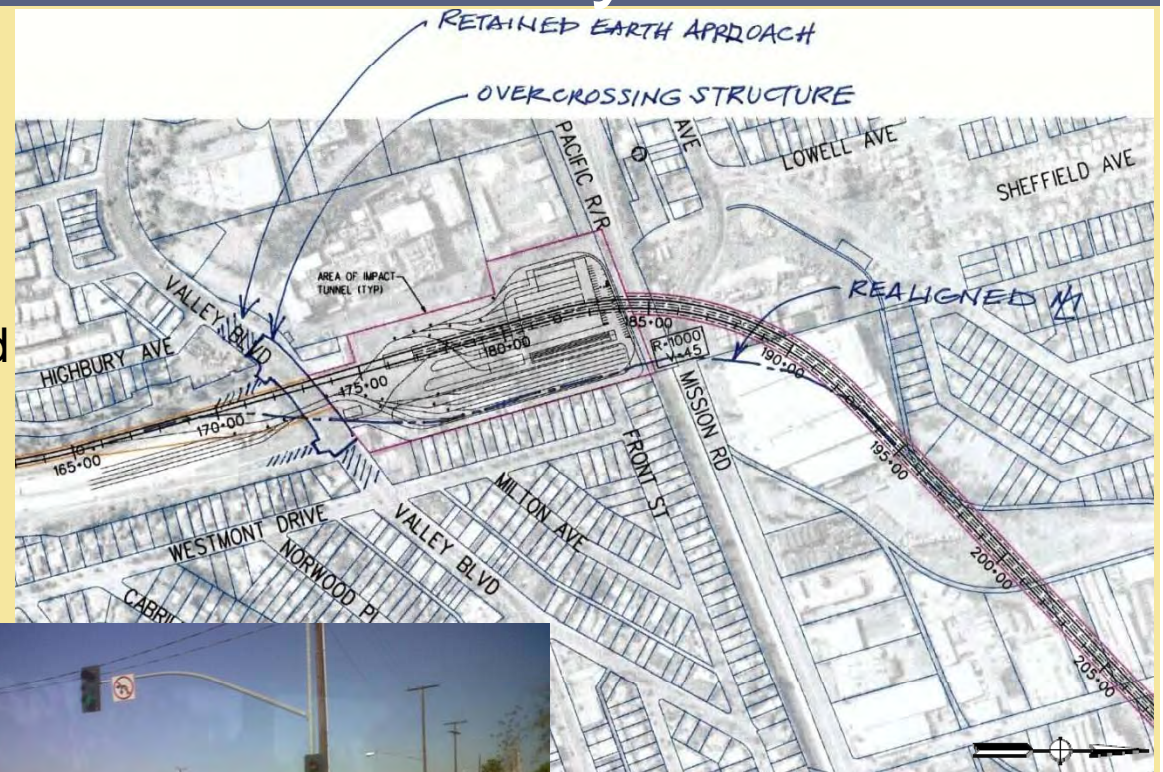 RETAINED EARTH APPROACH
OVERCROSSING STRUCTURE
PACIFIC R/R
AVE
LOWELL AVE
SHEFFIELD AVE
AREA OF IMPACT
TUNNEL (TYP)
VALLEY BLVD
REALIGNED
d
HIGHBURY AVE
165+00
170+00
175+00
180+00
185+00
R=1000
V=45
190+00
195+00
200+00
205+00
MISSION RD
FRONT ST
MILTON AVE
WESTMONT DRIVE
VALLEY BLVD
NORWOOD Pl